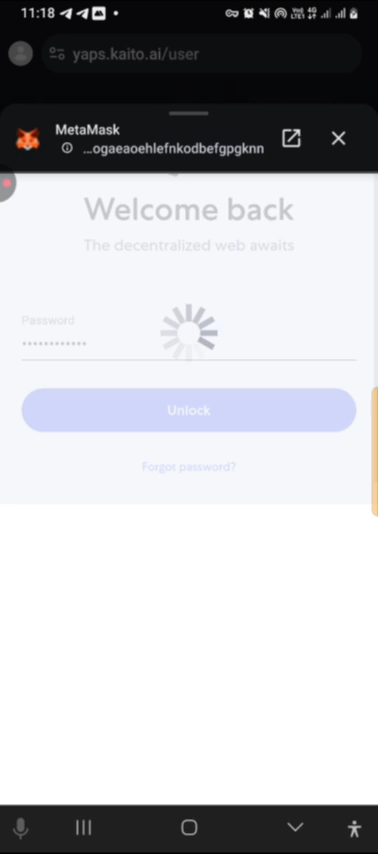 11:18
yaps.kaito.ai/user
MetaMask
...ogaeaoehlefnkodbefgpgknn
Welcome back
The decentralized web awaits
Password
••••••••••••
Unlock
Forgot password?